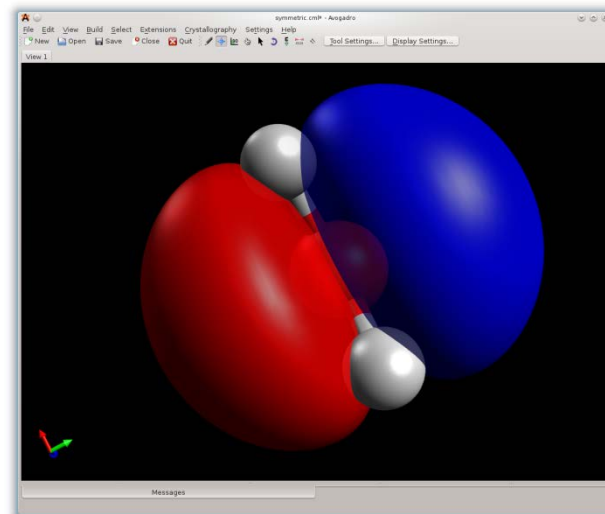 symmetric.cml* - Avogadro
File Edit View Build Select Extensions Crystallography Settings Help
New Open Save Close Quit Tool Settings... Display Settings...
View 1
Messages